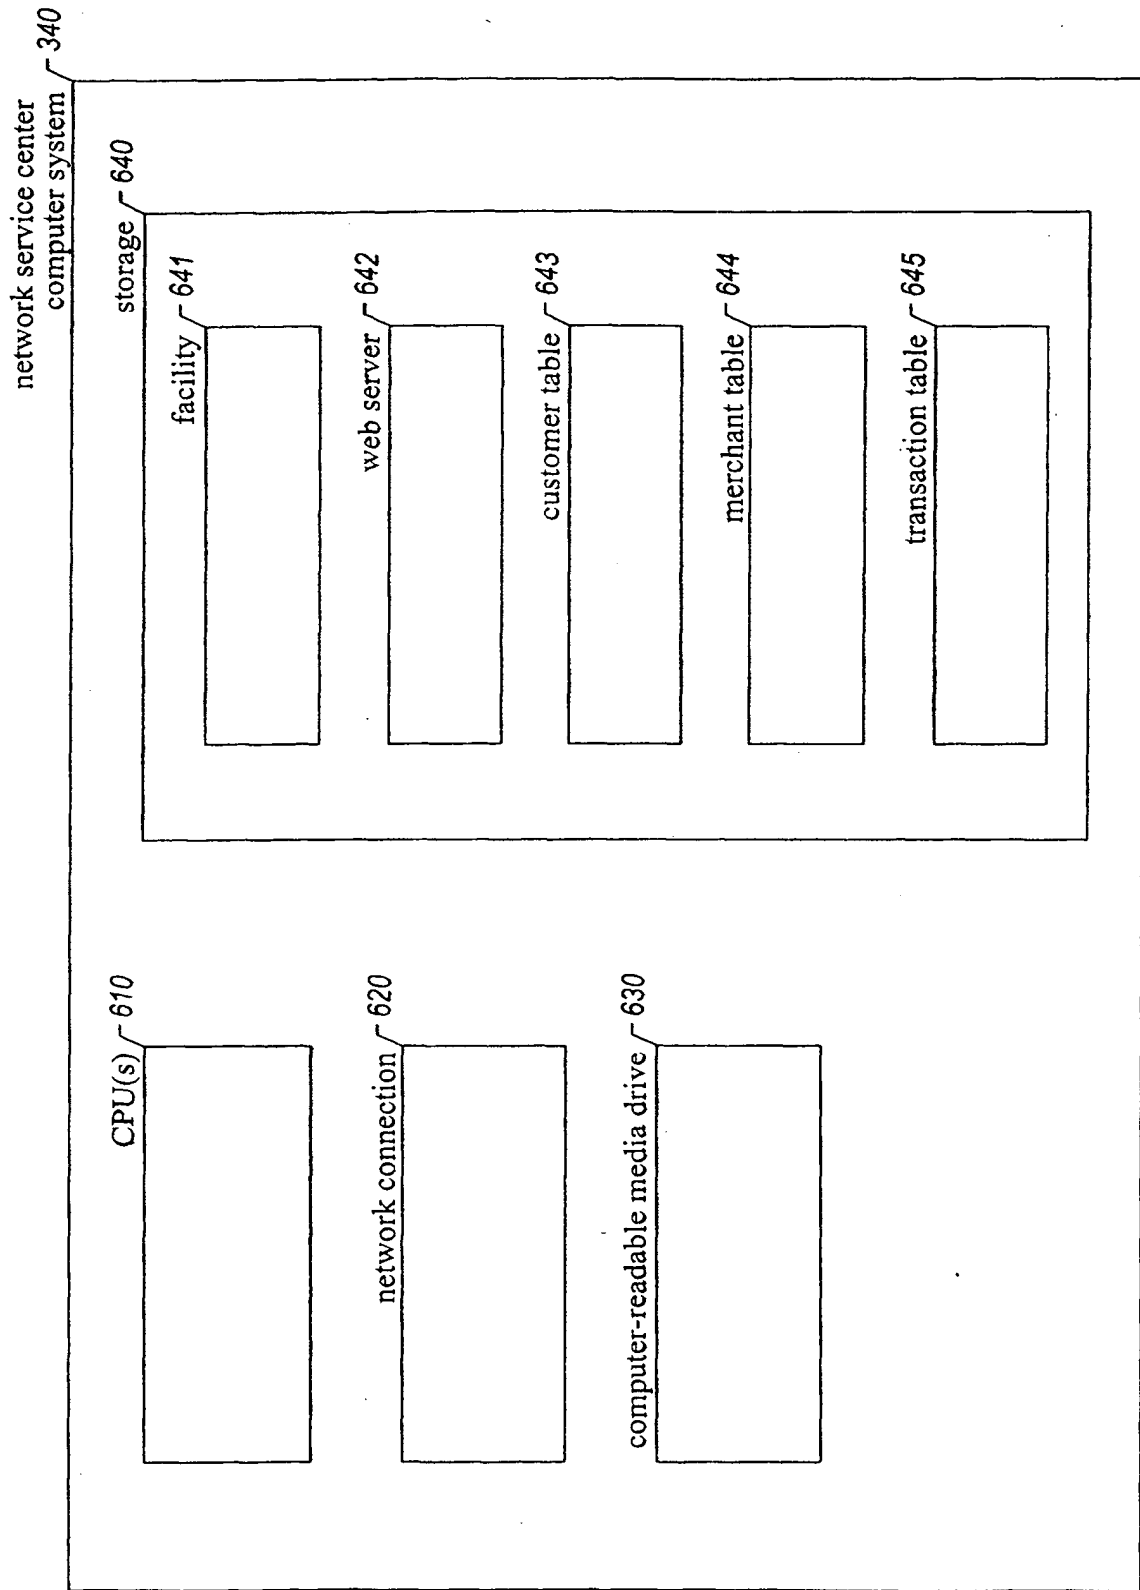 network service center
computer system 340
CPU(s) 610
network connection 620
computer-readable media drive 630
storage 640
facility 641
web server 642
customer table 643
merchant table 644
transaction table 645